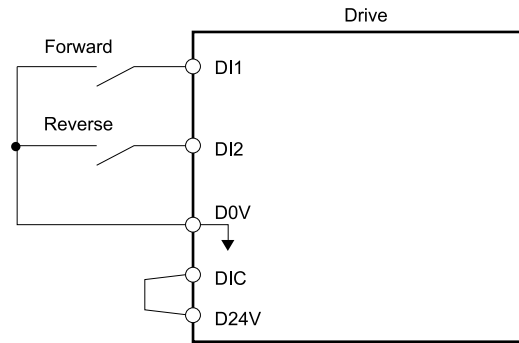 Drive
Forward
DI1
Reverse
DI2
D0V
DIC
D24V